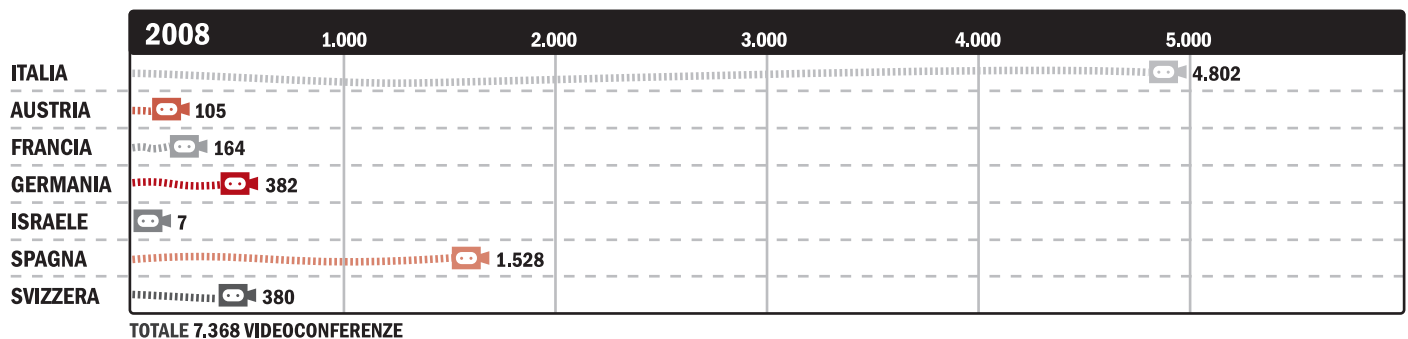 2008 1.000 2.000 3.000 4.000 5.000
ITALIA 4.802
AUSTRIA 105
FRANCIA 164
GERMANIA 382
ISRAELE 7
SPAGNA 1.528
SVIZZERA 380
TOTALE 7.368 VIDEOCONFERENZE